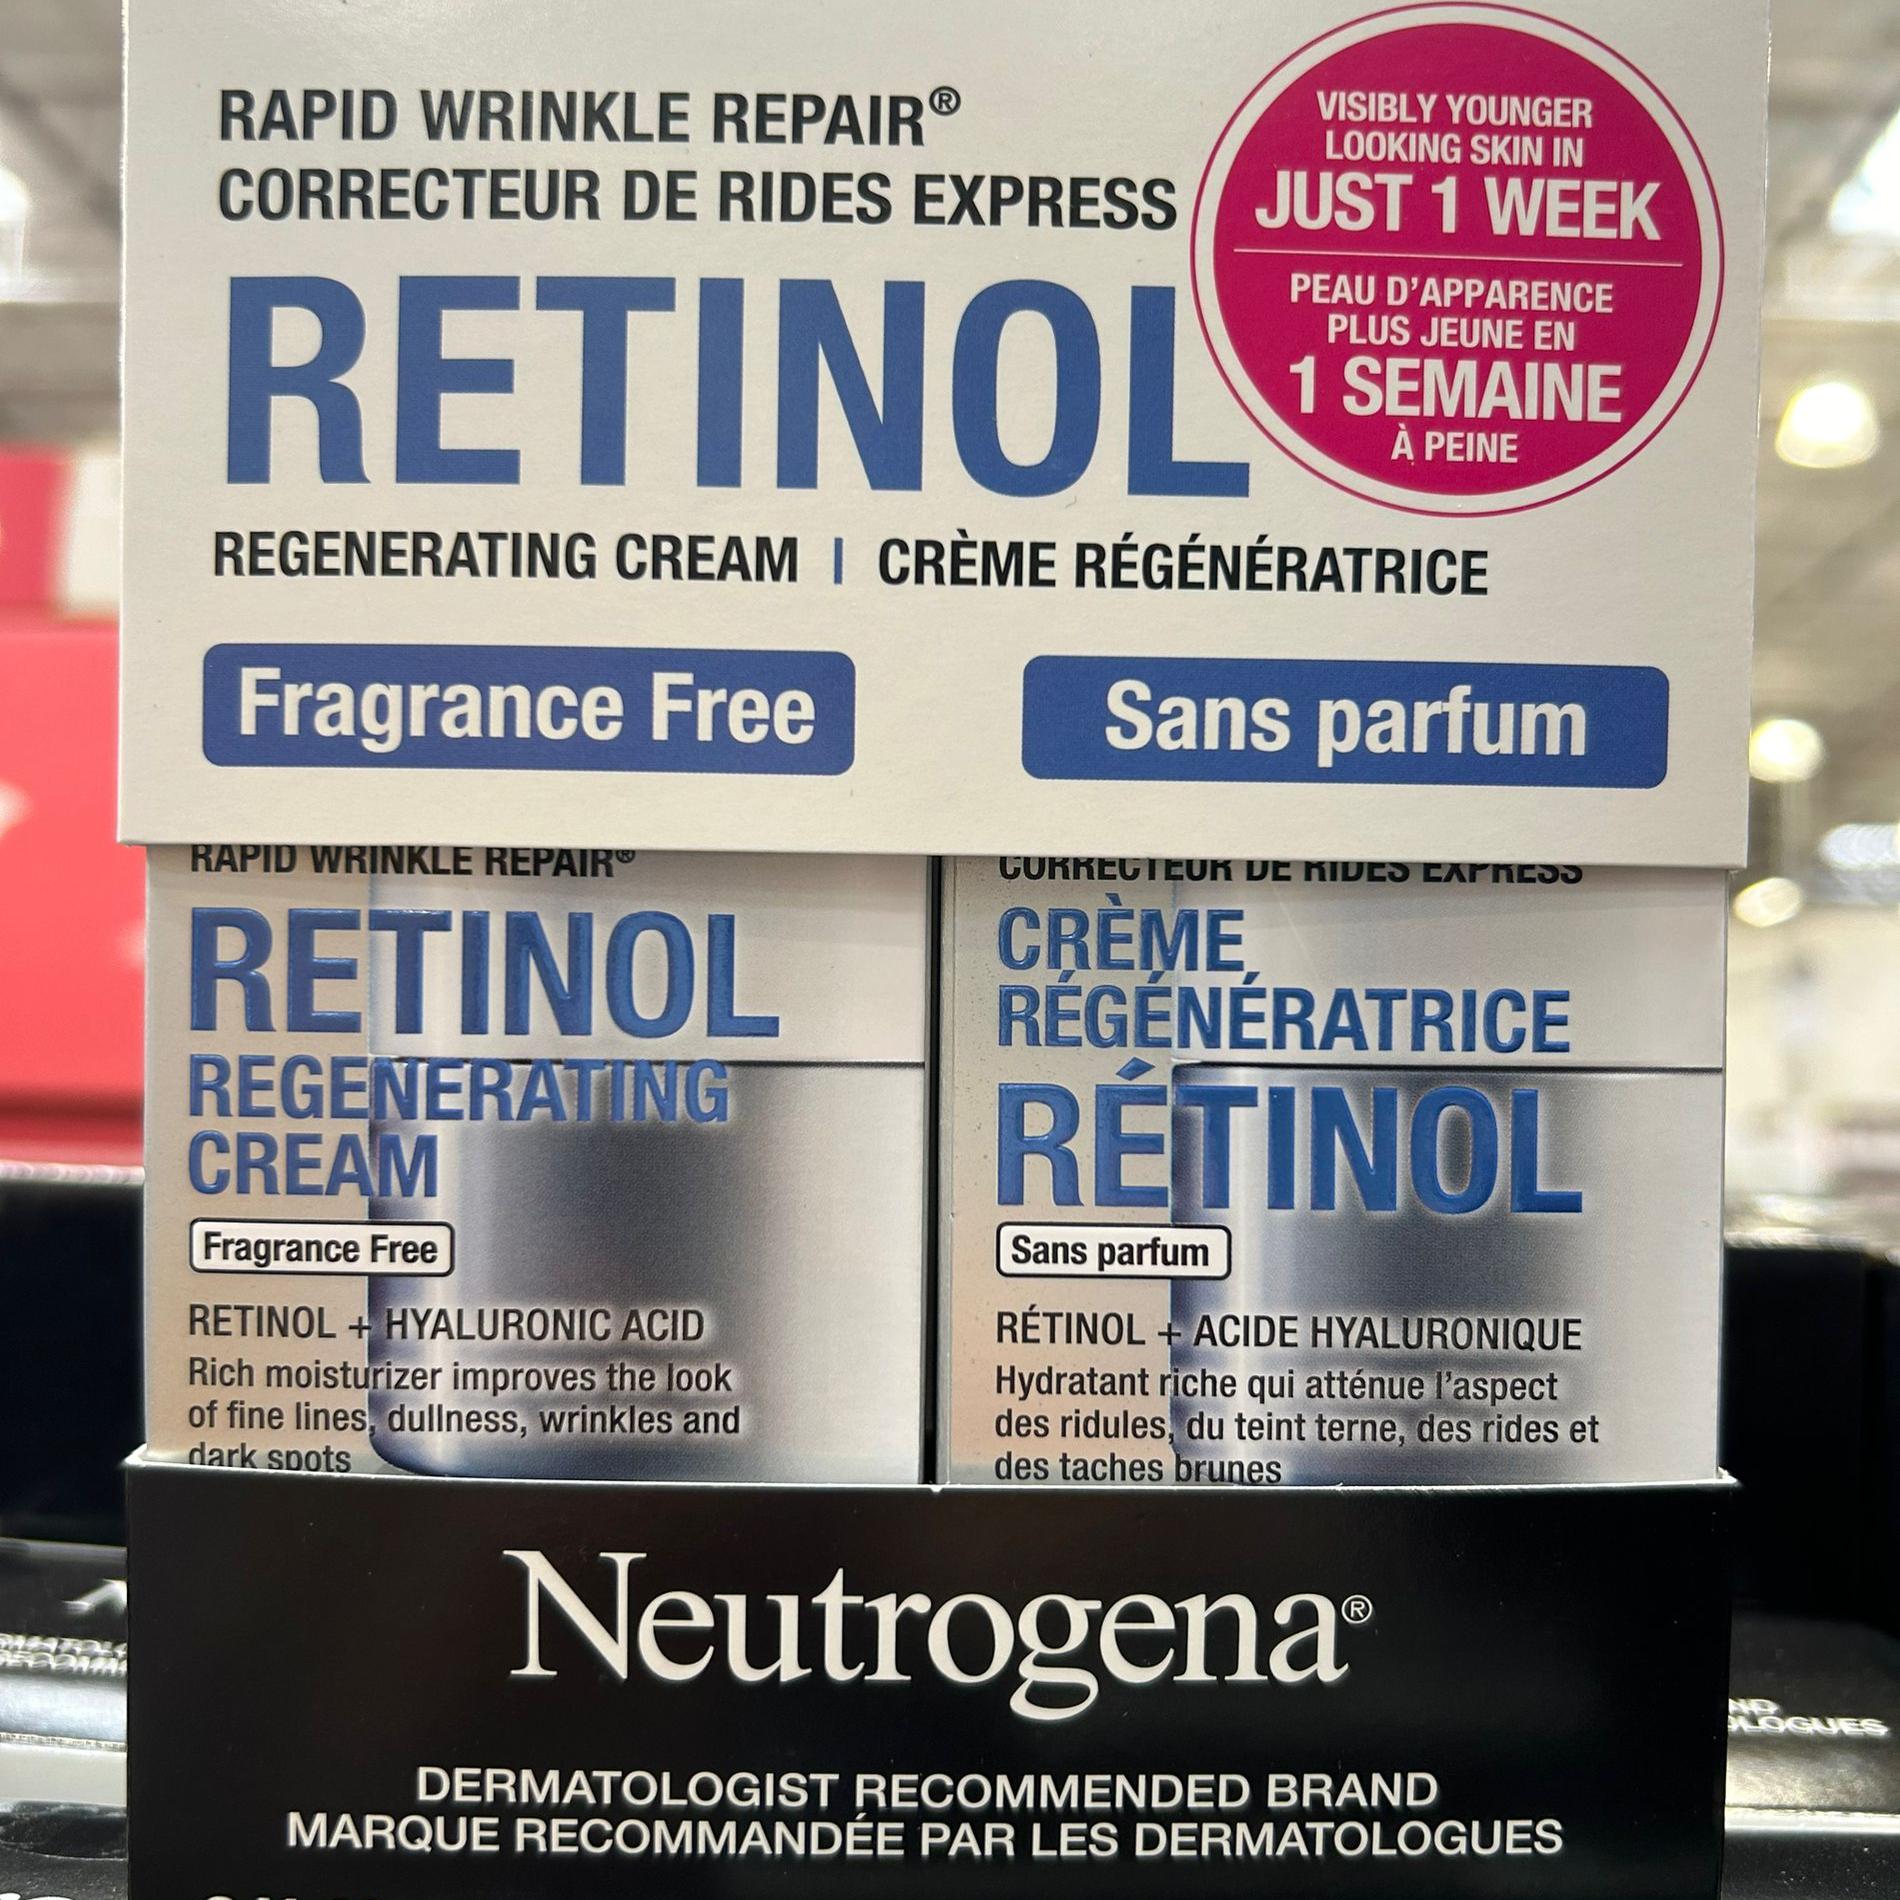 RAPID WRINKLE REPAIR®
CORRECTEUR DE RIDES EXPRESS
RETINOL
REGENERATING CREAM | CRÈME RÉGÉNÉRATRICE
VISIBLY YOUNGER
LOOKING SKIN IN
JUST 1 WEEK
PEAU D'APPARENCE
PLUS JEUNE EN
1 SEMAINE
À PEINE
Fragrance Free
Sans parfum
RAPID WRINKLE REPAIR®
RETINOL
REGENERATING
CREAM
Fragrance Free
RETINOL + HYALURONIC ACID
Rich moisturizer improves the look
of fine lines, dullness, wrinkles and
dark spots
CORRECTEUR DE RIDES EXPRESS
CRÈME
RÉGÉNÉRATRICE
RÉTINOL
Sans parfum
RÉTINOL + ACIDE HYALURONIQUE
Hydratant riche qui atténue l'aspect
des ridules, du teint terne, des rides et
des taches brunes
Neutrogena®
DERMATOLOGIST RECOMMENDED BRAND
MARQUE RECOMMANDÉE PAR LES DERMATOLOGUES